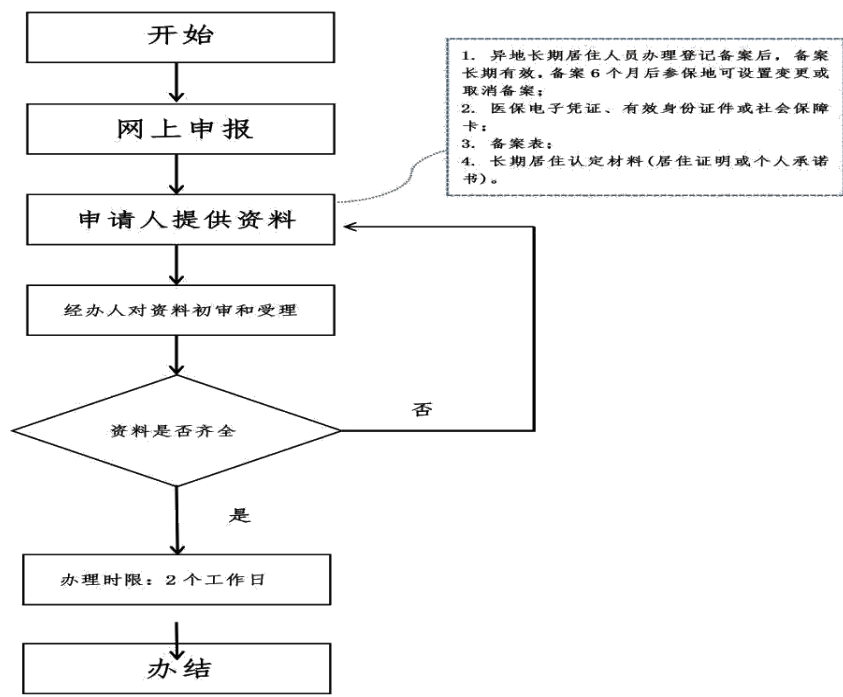 开始
1. 异地长期居住人员办理登记备案后，备案
长期有效，备案6个月后参保地可设置变更或
取消备案；
2. 医保电子凭证、有效身份证件或社会保障
卡；
3. 备案表；
4. 长期居住认定材料(居住证明或个人承诺
书)。
网上申报
申请人提供资料
经办人对资料初审和受理
资料是否齐全
否
是
办理时限：2个工作日
办结